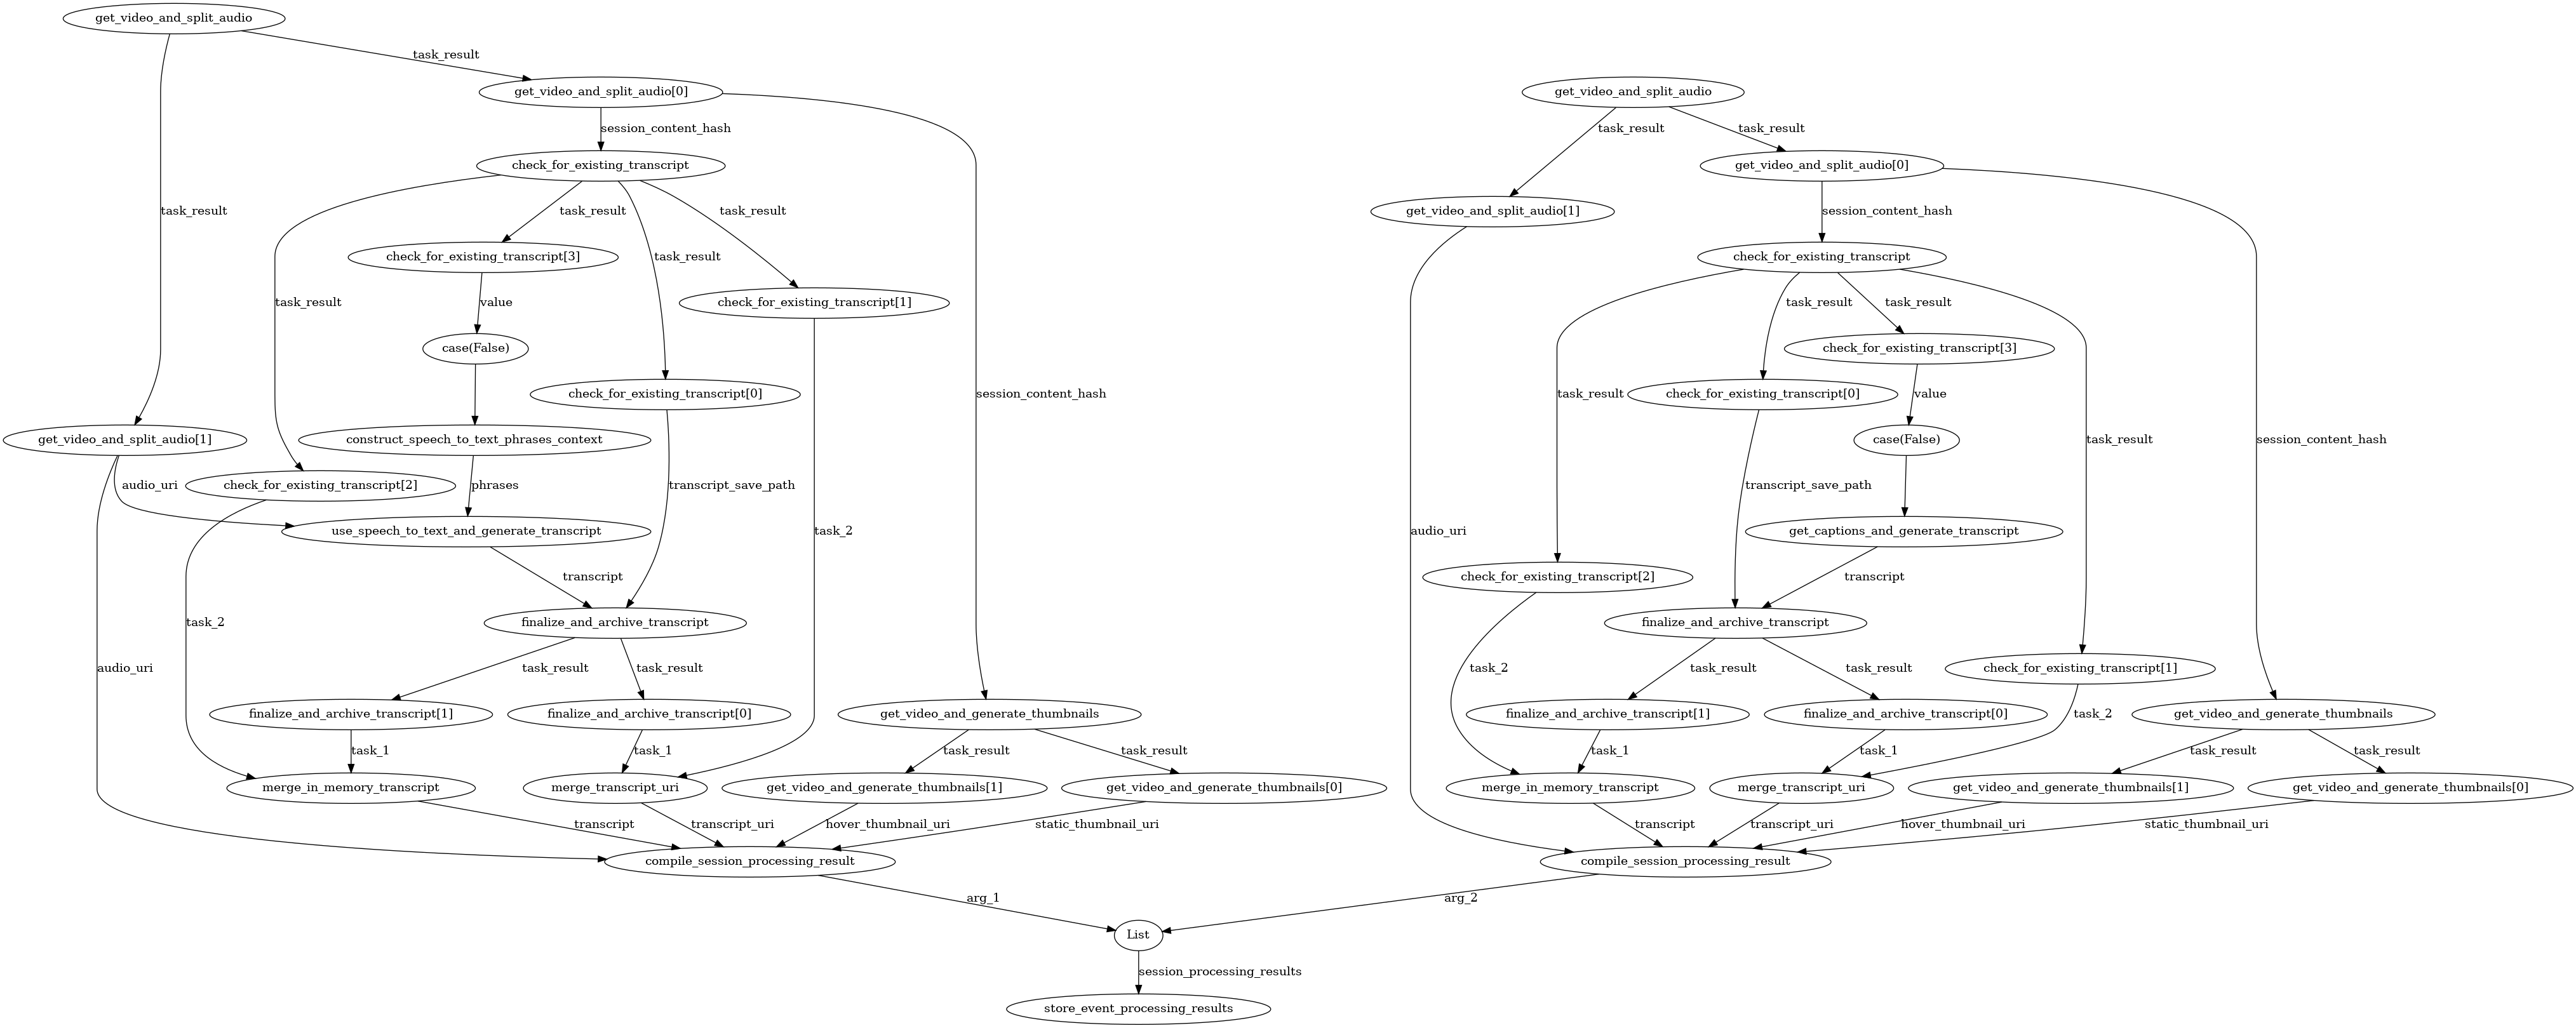 get_video_and_split_audio
task_result
get_video_and_split_audio[0]
get_video_and_split_audio
session_content_hash
task_result
task_result
check_for_existing_transcript
get_video_and_split_audio[0]
task_result
task_result
task_result
get_video_and_split_audio[1]
session_content_hash
check_for_existing_transcript[3]
task_result
check_for_existing_transcript
task_result
value
check_for_existing_transcript[1]
task_result
task_result
case(False)
check_for_existing_transcript[3]
check_for_existing_transcript[0]
session_content_hash
task_result
check_for_existing_transcript[0]
value
get_video_and_split_audio[1]
construct_speech_to_text_phrases_context
case(False)
task_result
session_content_hash
audio_uri
check_for_existing_transcript[2]
phrases
transcript_save_path
transcript_save_path
use_speech_to_text_and_generate_transcript
task_2
audio_uri
get_captions_and_generate_transcript
transcript
check_for_existing_transcript[2]
transcript
task_2
finalize_and_archive_transcript
finalize_and_archive_transcript
audio_uri
task_result
task_result
task_2
task_result
task_result
check_for_existing_transcript[1]
finalize_and_archive_transcript[1]
finalize_and_archive_transcript[0]
get_video_and_generate_thumbnails
finalize_and_archive_transcript[1]
finalize_and_archive_transcript[0]
task_2
get_video_and_generate_thumbnails
task_1
task_1
task_result
task_result
task_1
task_1
task_result
task_result
merge_in_memory_transcript
merge_transcript_uri
get_video_and_generate_thumbnails[1]
get_video_and_generate_thumbnails[0]
merge_in_memory_transcript
merge_transcript_uri
get_video_and_generate_thumbnails[1]
get_video_and_generate_thumbnails[0]
transcript
transcript_uri
hover_thumbnail_uri
static_thumbnail_uri
transcript
transcript_uri
hover_thumbnail_uri
static_thumbnail_uri
compile_session_processing_result
compile_session_processing_result
arg_1
arg_2
List
session_processing_results
store_event_processing_results